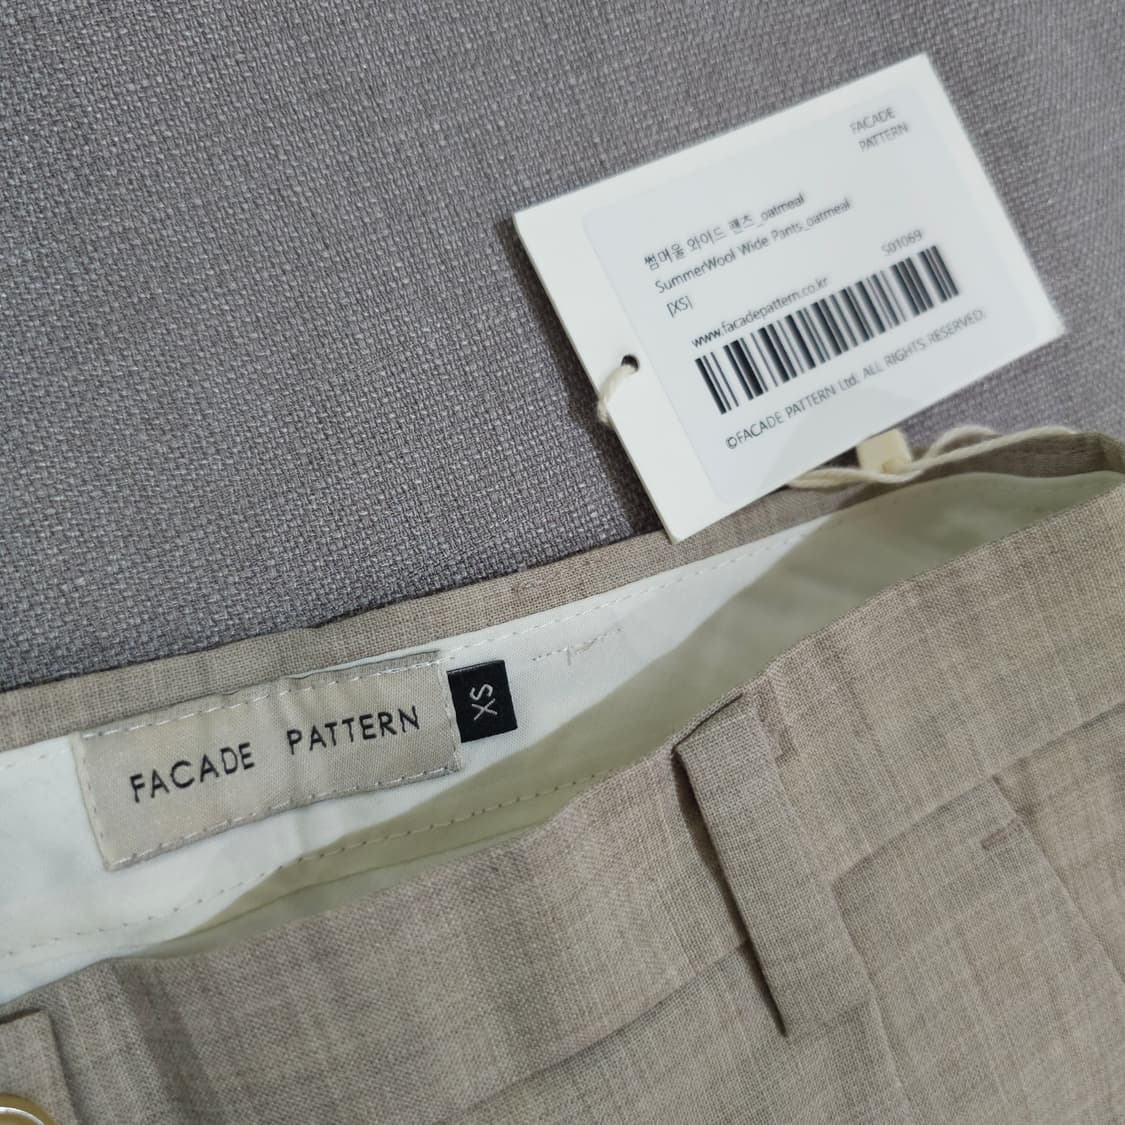 FACADE
PATTERN
썸머울 와이드 팬츠_oatmeal
SummerWool Wide Pants_oatmeal
[XS]
S01069
www.facadepattern.co.kr
©FACADE PATTERN Ltd. ALL RIGHTS RESERVED.
FACADE PATTERN
XS